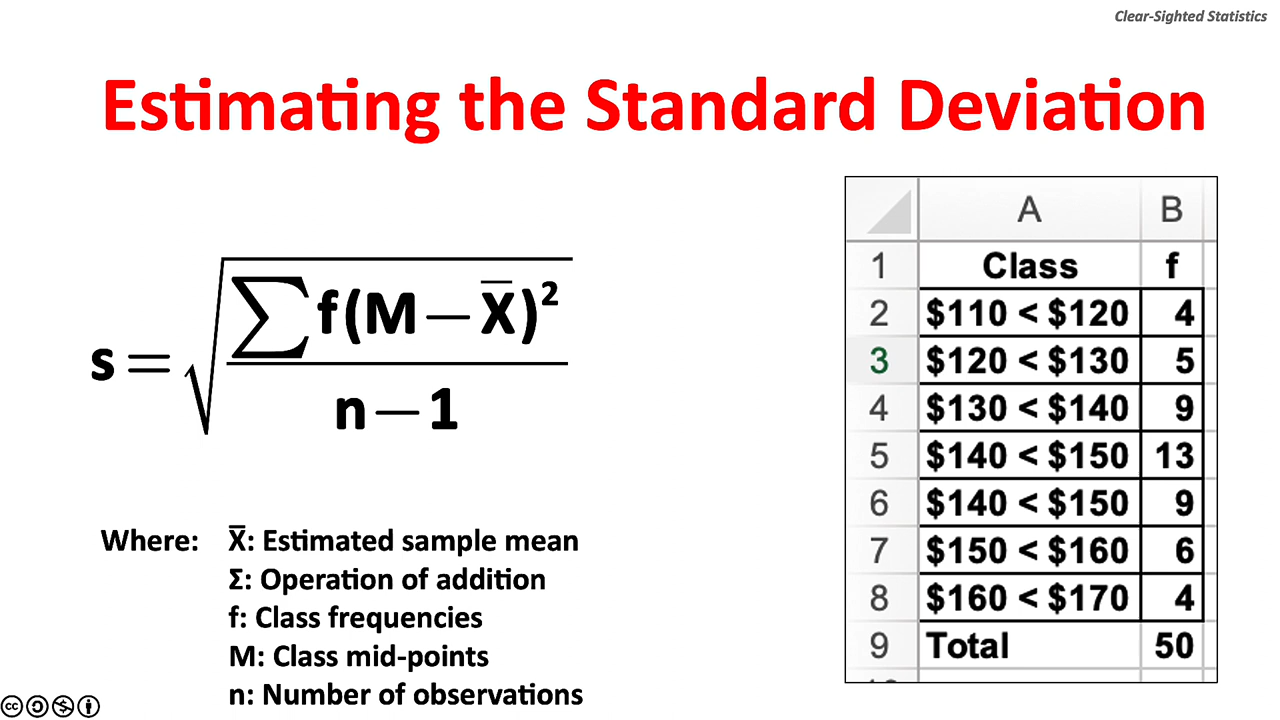 Clear-Sighted Statistics
Estimating the Standard Deviation
s = √(∑ f(M − X̅)² / (n − 1))
A B
1 Class f
2 $110 < $120 4
3 $120 < $130 5
4 $130 < $140 9
5 $140 < $150 13
6 $140 < $150 9
7 $150 < $160 6
8 $160 < $170 4
9 Total 50
Where: X̅: Estimated sample mean
Σ: Operation of addition
f: Class frequencies
M: Class mid-points
n: Number of observations